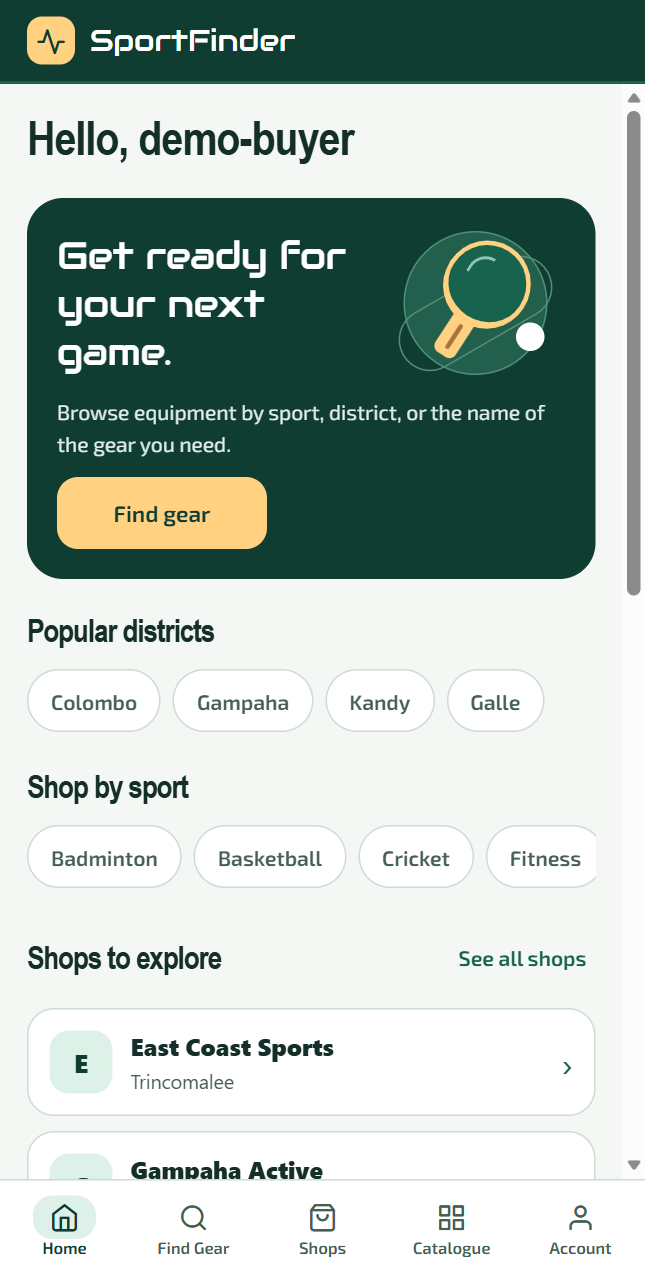 SportFinder
Hello, demo-buyer
Get ready for
your next
game.
Browse equipment by sport, district, or the name of
the gear you need.
Find gear
Popular districts
Colombo Gampaha Kandy Galle
Shop by sport
Badminton Basketball Cricket Fitness
Shops to explore See all shops
E East Coast Sports
Trincomalee
Gampaha Active
Home Find Gear Shops Catalogue Account